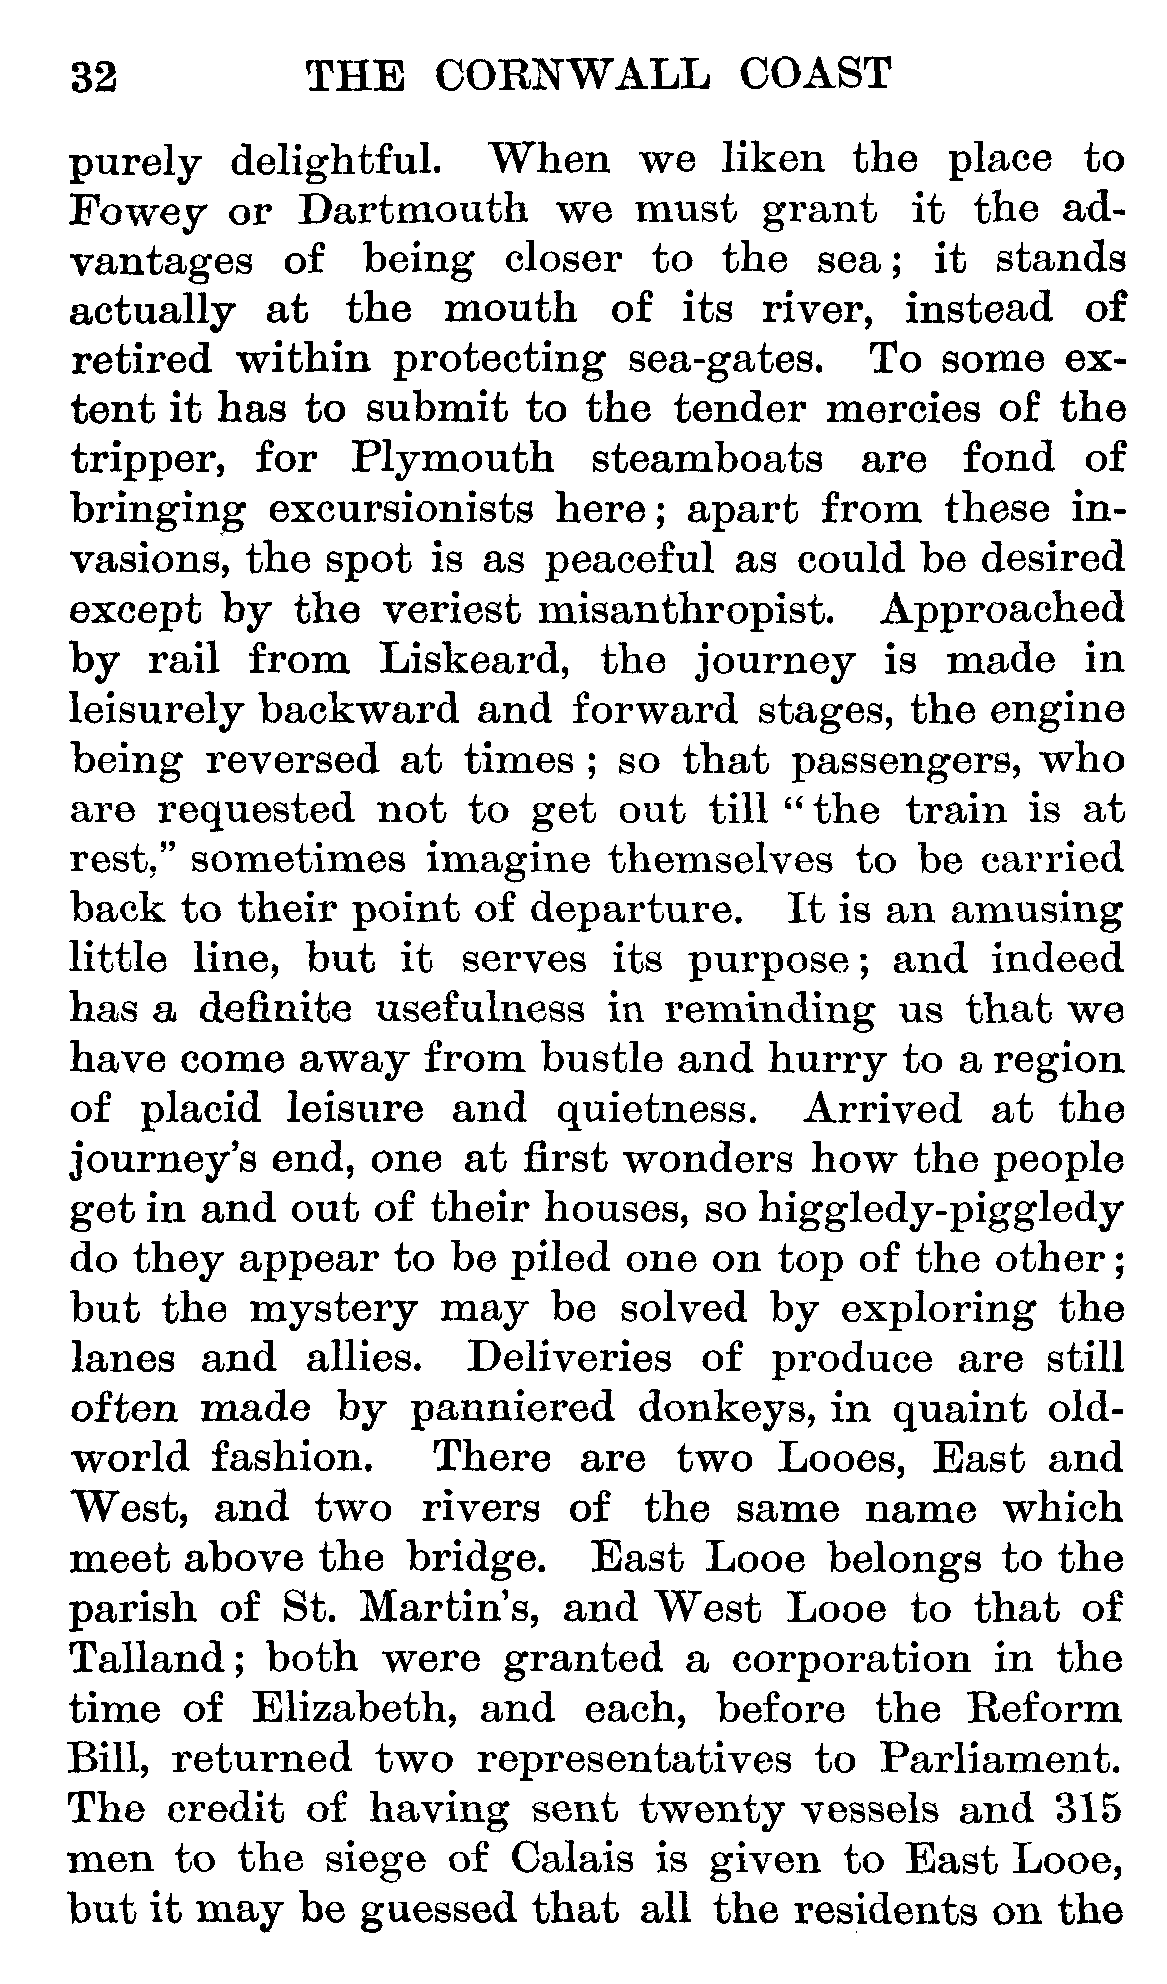 32 THE CORNWALL COAST
purely delightful. When we liken the place to
Fowey or Dartmouth we must grant it the ad-
vantages of being closer to the sea; it stands
actually at the mouth of its river, instead of
retired within protecting sea-gates. To some ex-
tent it has to submit to the tender mercies of the
tripper, for Plymouth steamboats are fond of
bringing excursionists here; apart from these in-
vasions, the spot is as peaceful as could be desired
except by the veriest misanthropist. Approached
by rail from Liskeard, the journey is made in
leisurely backward and forward stages, the engine
being reversed at times; so that passengers, who
are requested not to get out till “the train is at
rest,” sometimes imagine themselves to be carried
back to their point of departure. It is an amusing
little line, but it serves its purpose; and indeed
has a definite usefulness in reminding us that we
have come away from bustle and hurry to a region
of placid leisure and quietness. Arrived at the
journey’s end, one at first wonders how the people
get in and out of their houses, so higgledy-piggledy
do they appear to be piled one on top of the other;
but the mystery may be solved by exploring the
lanes and allies. Deliveries of produce are still
often made by panniered donkeys, in quaint old-
world fashion. There are two Looes, East and
West, and two rivers of the same name which
meet above the bridge. East Looe belongs to the
parish of St. Martin’s, and West Looe to that of
Talland; both were granted a corporation in the
time of Elizabeth, and each, before the Reform
Bill, returned two representatives to Parliament.
The credit of having sent twenty vessels and 315
men to the siege of Calais is given to East Looe,
but it may be guessed that all the residents on the